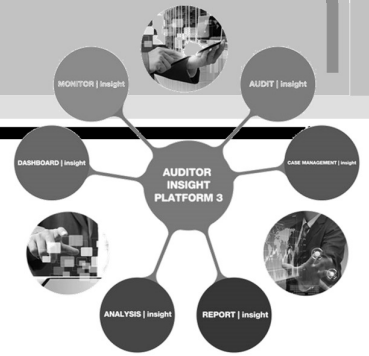 MONITOR | insight
AUDIT | insight
DASHBOARD | insight
CASE MANAGEMENT | insight
AUDITOR
INSIGHT
PLATFORM 3
ANALYSIS | insight
REPORT | insight